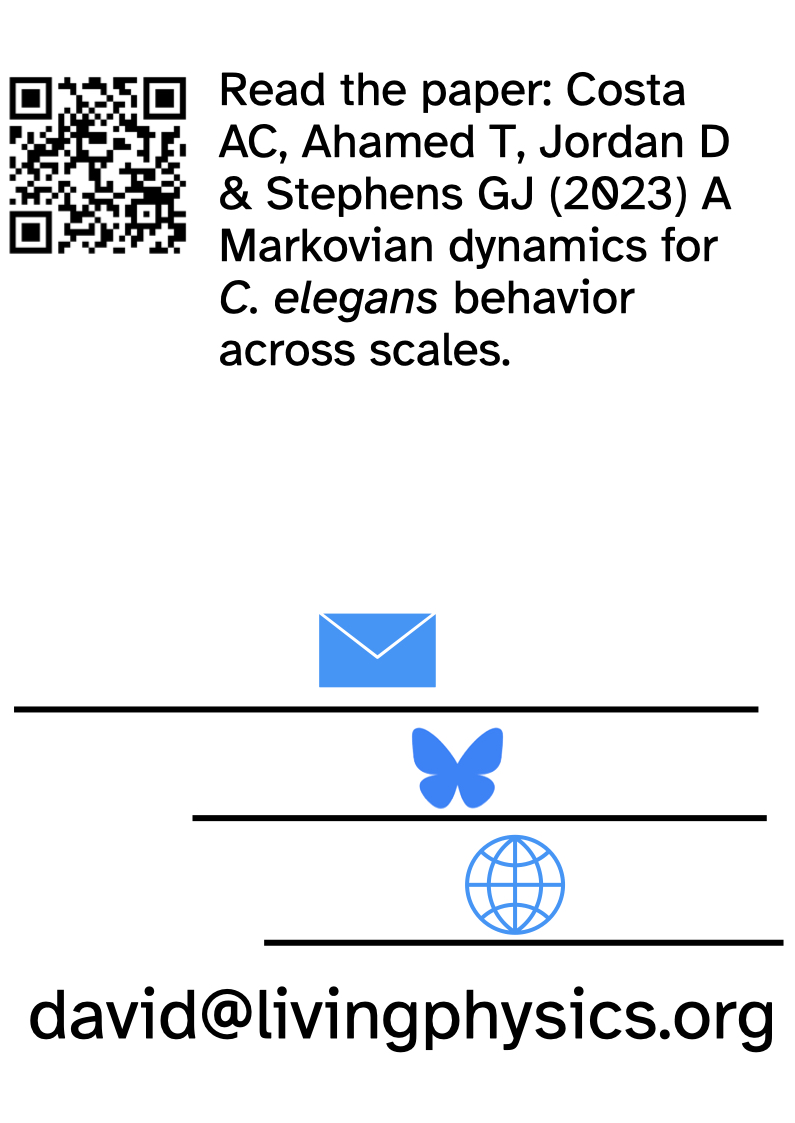 Read the paper: Costa
AC, Ahamed T, Jordan D
& Stephens GJ (2023) A
Markovian dynamics for
C. elegans behavior
across scales.
david@livingphysics.org